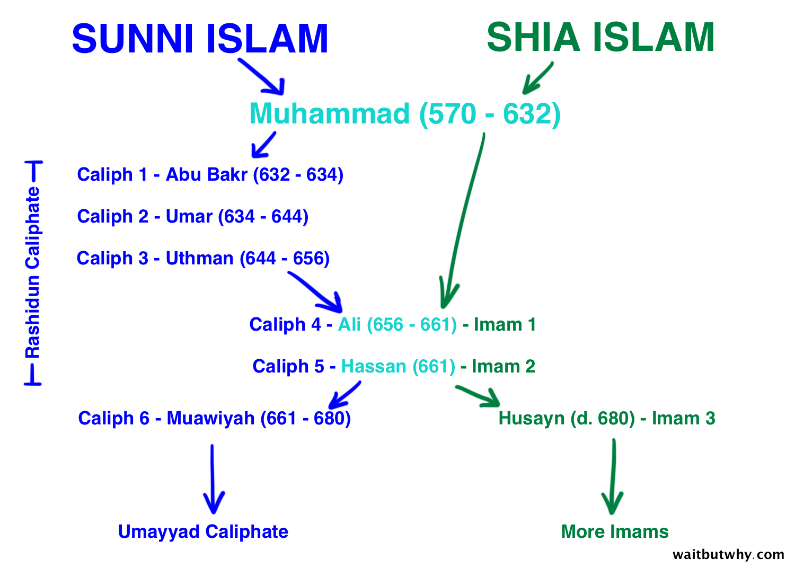 SUNNI ISLAM
SHIA ISLAM
Muhammad (570 - 632)
Rashidun Caliphate
Caliph 1 - Abu Bakr (632 - 634)
Caliph 2 - Umar (634 - 644)
Caliph 3 - Uthman (644 - 656)
Caliph 4 - Ali (656 - 661) - Imam 1
Caliph 5 - Hassan (661) - Imam 2
Caliph 6 - Muawiyah (661 - 680)
Husayn (d. 680) - Imam 3
Umayyad Caliphate
More Imams
waitbutwhy.com